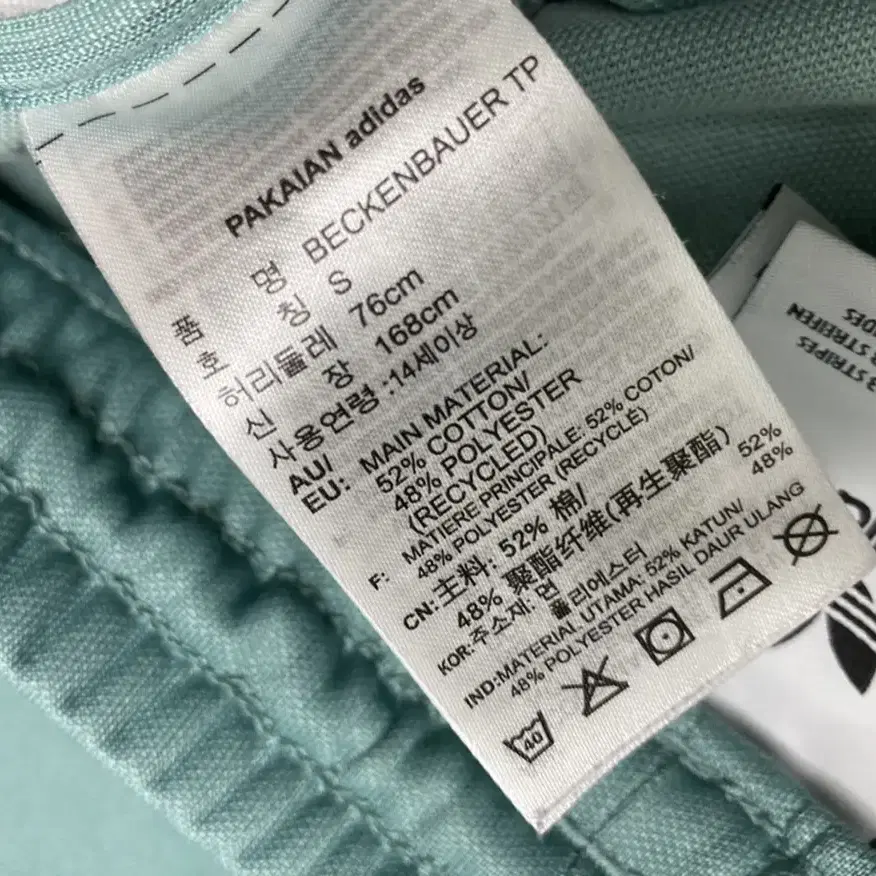 PAKAIAN adidas
품 명 BECKENBAUER TP
호 칭 S
허리둘레 76cm
신 장 168cm
사용연령 :14세이상
AU/
EU: MAIN MATERIAL:
52% COTTON/
48% POLYESTER
(RECYCLED)
F: MATIERE PRINCIPALE: 52% COTON/
48% POLYESTER (RECYCLÉ)
CN:主料: 52% 棉/
48% 聚酯纤维(再生聚酯)
KOR:주소재: 면 52%
폴리에스터 48%
IND:MATERIAL UTAMA: 52% KATUN/
48% POLYESTER HASIL DAUR ULANG
40
3 STRIPES
3 STREIFEN